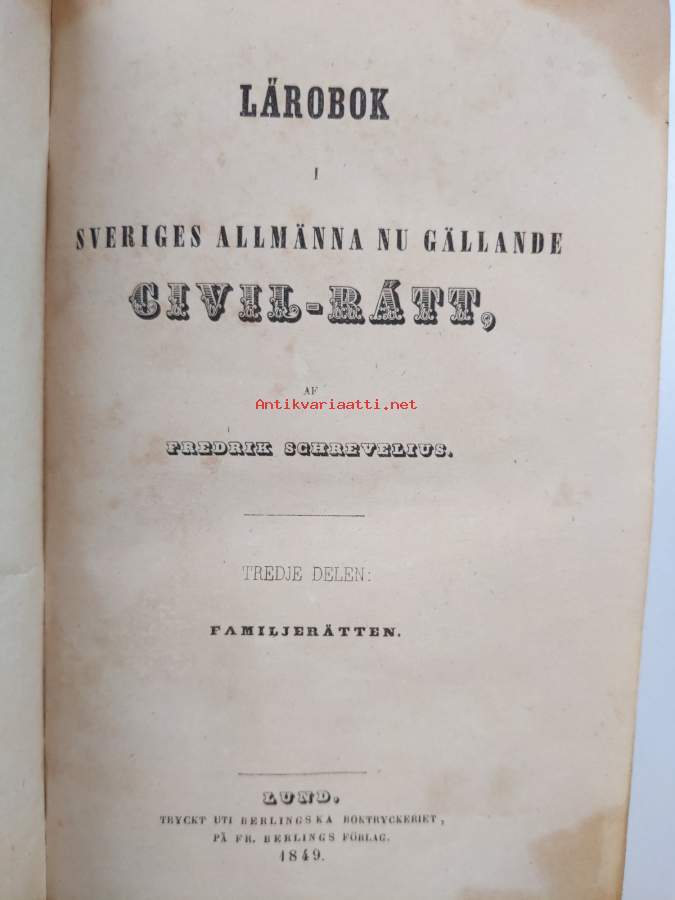 LÄROBOK
I
SVERIGES ALLMÄNNA NU GÄLLANDE
CIVIL-RÄTT,
AF
Antikvariaatti.net
FREDRIK SCHREVELIUS.
TREDJE DELEN:
FAMILJERÄTTEN.
LUND,
TRYCKT UTI BERLINGSKA BOKTRYCKERIET,
PÅ FR. BERLINGS FÖRLAG.
1849.